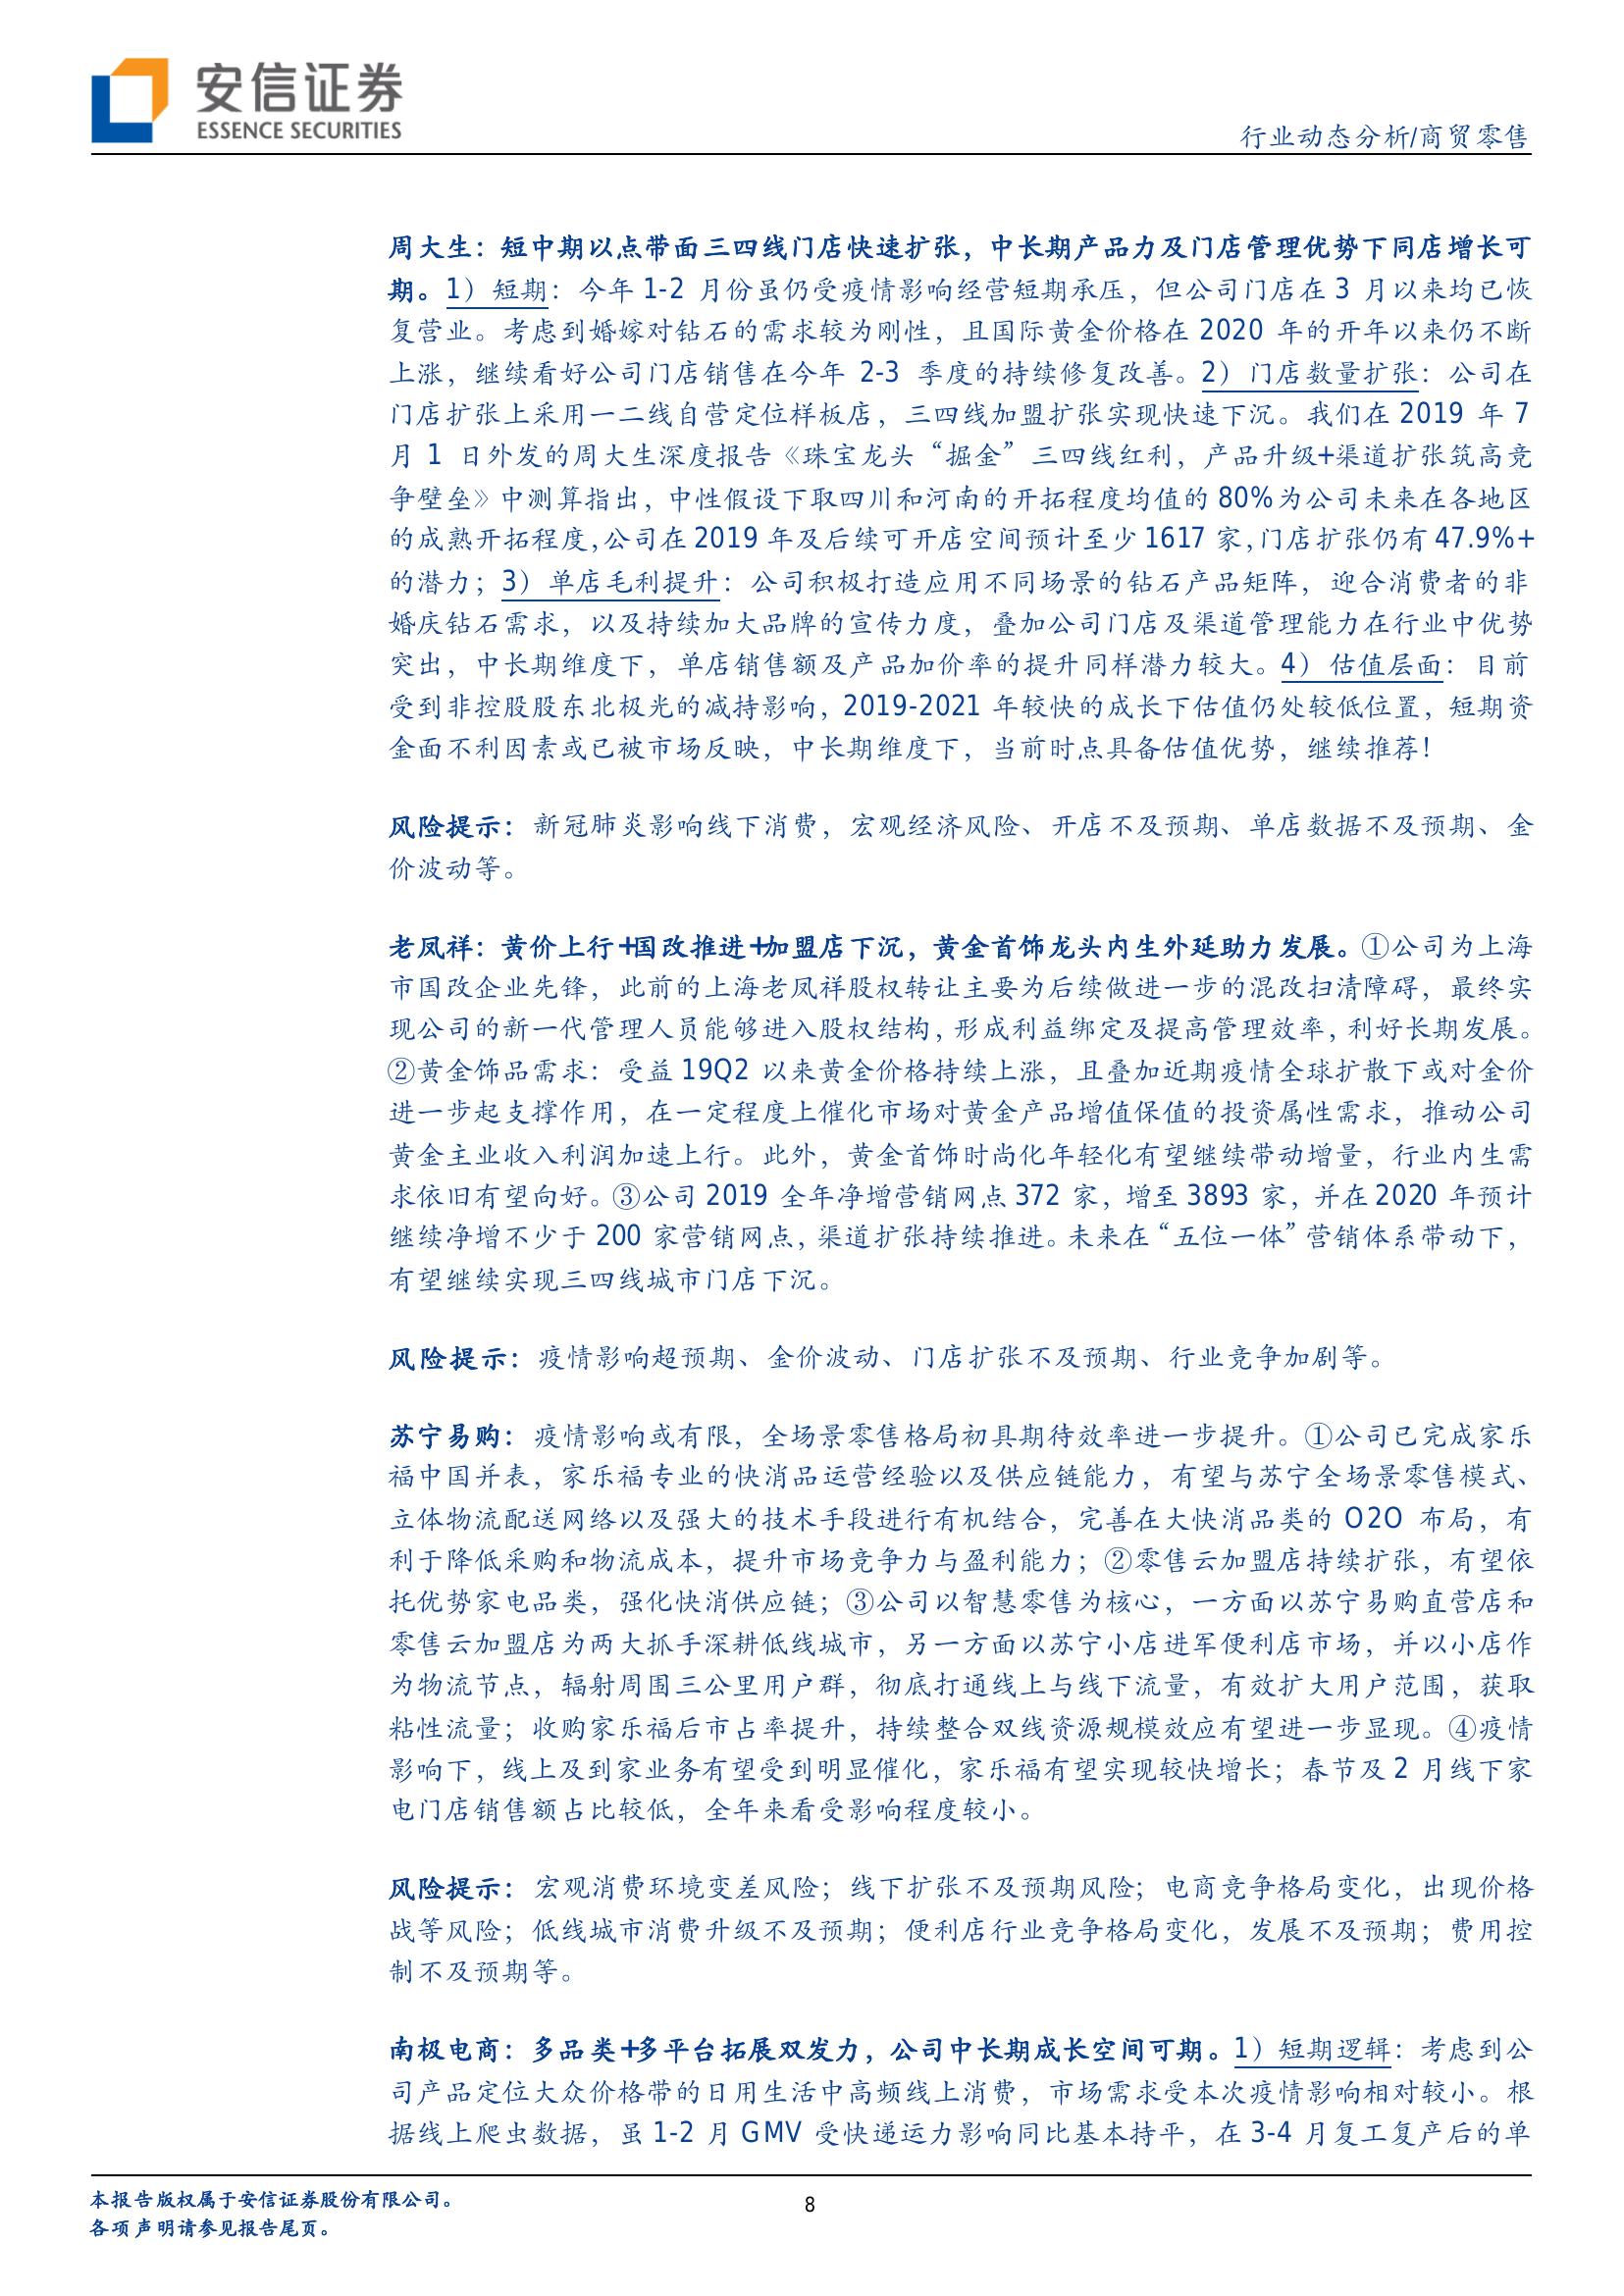 安信证券
ESSENCE SECURITIES
行业动态分析/商贸零售
周大生：短中期以点带面三四线门店快速扩张，中长期产品力及门店管理优势下同店增长可
期。1）短期：今年 1-2 月份虽仍受疫情影响经营短期承压，但公司门店在 3 月以来均已恢
复营业。考虑到婚嫁对钻石的需求较为刚性，且国际黄金价格在 2020 年的开年以来仍不断
上涨，继续看好公司门店销售在今年 2-3 季度的持续修复改善。2）门店数量扩张：公司在
门店扩张上采用一二线自营定位样板店，三四线加盟扩张实现快速下沉。我们在 2019 年 7
月 1 日外发的周大生深度报告《珠宝龙头“掘金”三四线红利，产品升级+渠道扩张筑高竞
争壁垒》中测算指出，中性假设下取四川和河南的开拓程度均值的 80%为公司未来在各地区
的成熟开拓程度，公司在 2019 年及后续可开店空间预计至少 1617 家，门店扩张仍有 47.9%+
的潜力；3）单店毛利提升：公司积极打造应用不同场景的钻石产品矩阵，迎合消费者的非
婚庆钻石需求，以及持续加大品牌的宣传力度，叠加公司门店及渠道管理能力在行业中优势
突出，中长期维度下，单店销售额及产品加价率的提升同样潜力较大。4）估值层面：目前
受到非控股股东北极光的减持影响，2019-2021 年较快的成长下估值仍处较低位置，短期资
金面不利因素或已被市场反映，中长期维度下，当前时点具备估值优势，继续推荐！
风险提示：新冠肺炎影响线下消费，宏观经济风险、开店不及预期、单店数据不及预期、金
价波动等。
老凤祥：黄价上行+国改推进+加盟店下沉，黄金首饰龙头内生外延助力发展。①公司为上海
市国改企业先锋，此前的上海老凤祥股权转让主要为后续做进一步的混改扫清障碍，最终实
现公司的新一代管理人员能够进入股权结构，形成利益绑定及提高管理效率，利好长期发展。
②黄金饰品需求：受益 19Q2 以来黄金价格持续上涨，且叠加近期疫情全球扩散下或对金价
进一步起支撑作用，在一定程度上催化市场对黄金产品增值保值的投资属性需求，推动公司
黄金主业收入利润加速上行。此外，黄金首饰时尚化年轻化有望继续带动增量，行业内生需
求依旧有望向好。③公司 2019 全年净增营销网点 372 家，增至 3893 家，并在 2020 年预计
继续净增不少于 200 家营销网点，渠道扩张持续推进。未来在“五位一体”营销体系带动下，
有望继续实现三四线城市门店下沉。
风险提示：疫情影响超预期、金价波动、门店扩张不及预期、行业竞争加剧等。
苏宁易购：疫情影响或有限，全场景零售格局初具期待效率进一步提升。①公司已完成家乐
福中国并表，家乐福专业的快消品运营经验以及供应链能力，有望与苏宁全场景零售模式、
立体物流配送网络以及强大的技术手段进行有机结合，完善在大快消品类的 O2O 布局，有
利于降低采购和物流成本，提升市场竞争力与盈利能力；②零售云加盟店持续扩张，有望依
托优势家电品类，强化快消供应链；③公司以智慧零售为核心，一方面以苏宁易购直营店和
零售云加盟店为两大抓手深耕低线城市，另一方面以苏宁小店进军便利店市场，并以小店作
为物流节点，辐射周围三公里用户群，彻底打通线上与线下流量，有效扩大用户范围，获取
粘性流量；收购家乐福后市占率提升，持续整合双线资源规模效应有望进一步显现。④疫情
影响下，线上及到家业务有望受到明显催化，家乐福有望实现较快增长；春节及 2 月线下家
电门店销售额占比较低，全年来看受影响程度较小。
风险提示：宏观消费环境变差风险；线下扩张不及预期风险；电商竞争格局变化，出现价格
战等风险；低线城市消费升级不及预期；便利店行业竞争格局变化，发展不及预期；费用控
制不及预期等。
南极电商：多品类+多平台拓展双发力，公司中长期成长空间可期。1）短期逻辑：考虑到公
司产品定位大众价格带的日用生活中高频线上消费，市场需求受本次疫情影响相对较小。根
据线上爬虫数据，虽 1-2 月 GMV 受快递运力影响同比基本持平，在 3-4 月复工复产后的单
本报告版权属于安信证券股份有限公司。
各项声明请参见报告尾页。
8